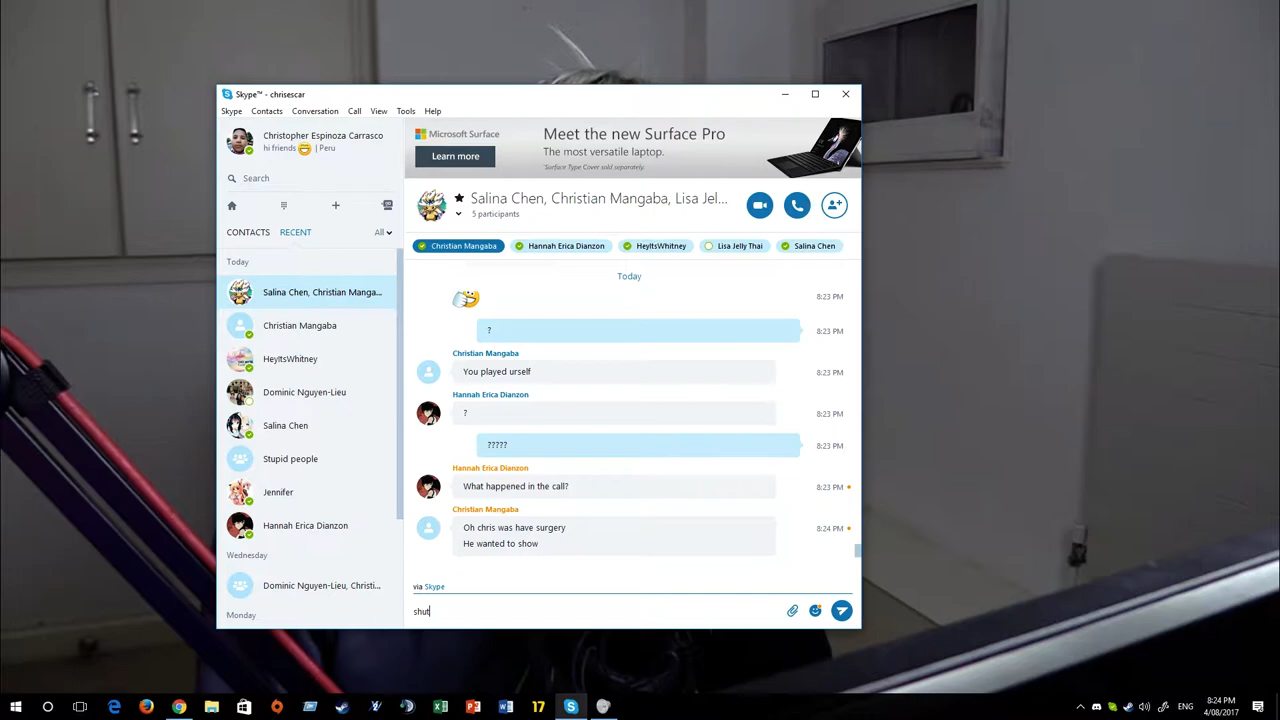 Skype™ - chrisescar
Skype Contacts Conversation Call View Tools Help
Christopher Espinoza Carrasco
hi friends | Peru
Search
CONTACTS RECENT All
Today
Salina Chen, Christian Manga...
Christian Mangaba
HeyItsWhitney
Dominic Nguyen-Lieu
Salina Chen
Stupid people
Jennifer
Hannah Erica Dianzon
Wednesday
Dominic Nguyen-Lieu, Christi...
Monday
Microsoft Surface
Learn more
Meet the new Surface Pro
The most versatile laptop.
*Surface Type Cover sold separately.
Salina Chen, Christian Mangaba, Lisa Jel...
5 participants
Christian Mangaba Hannah Erica Dianzon HeyItsWhitney Lisa Jelly Thai Salina Chen
Today
8:23 PM
? 8:23 PM
Christian Mangaba
You played urself 8:23 PM
Hannah Erica Dianzon
? 8:23 PM
????? 8:23 PM
Hannah Erica Dianzon
What happened in the call? 8:23 PM
Christian Mangaba
Oh chris was have surgery 8:24 PM
He wanted to show
via Skype
shut
17
ENG
8:24 PM
4/08/2017